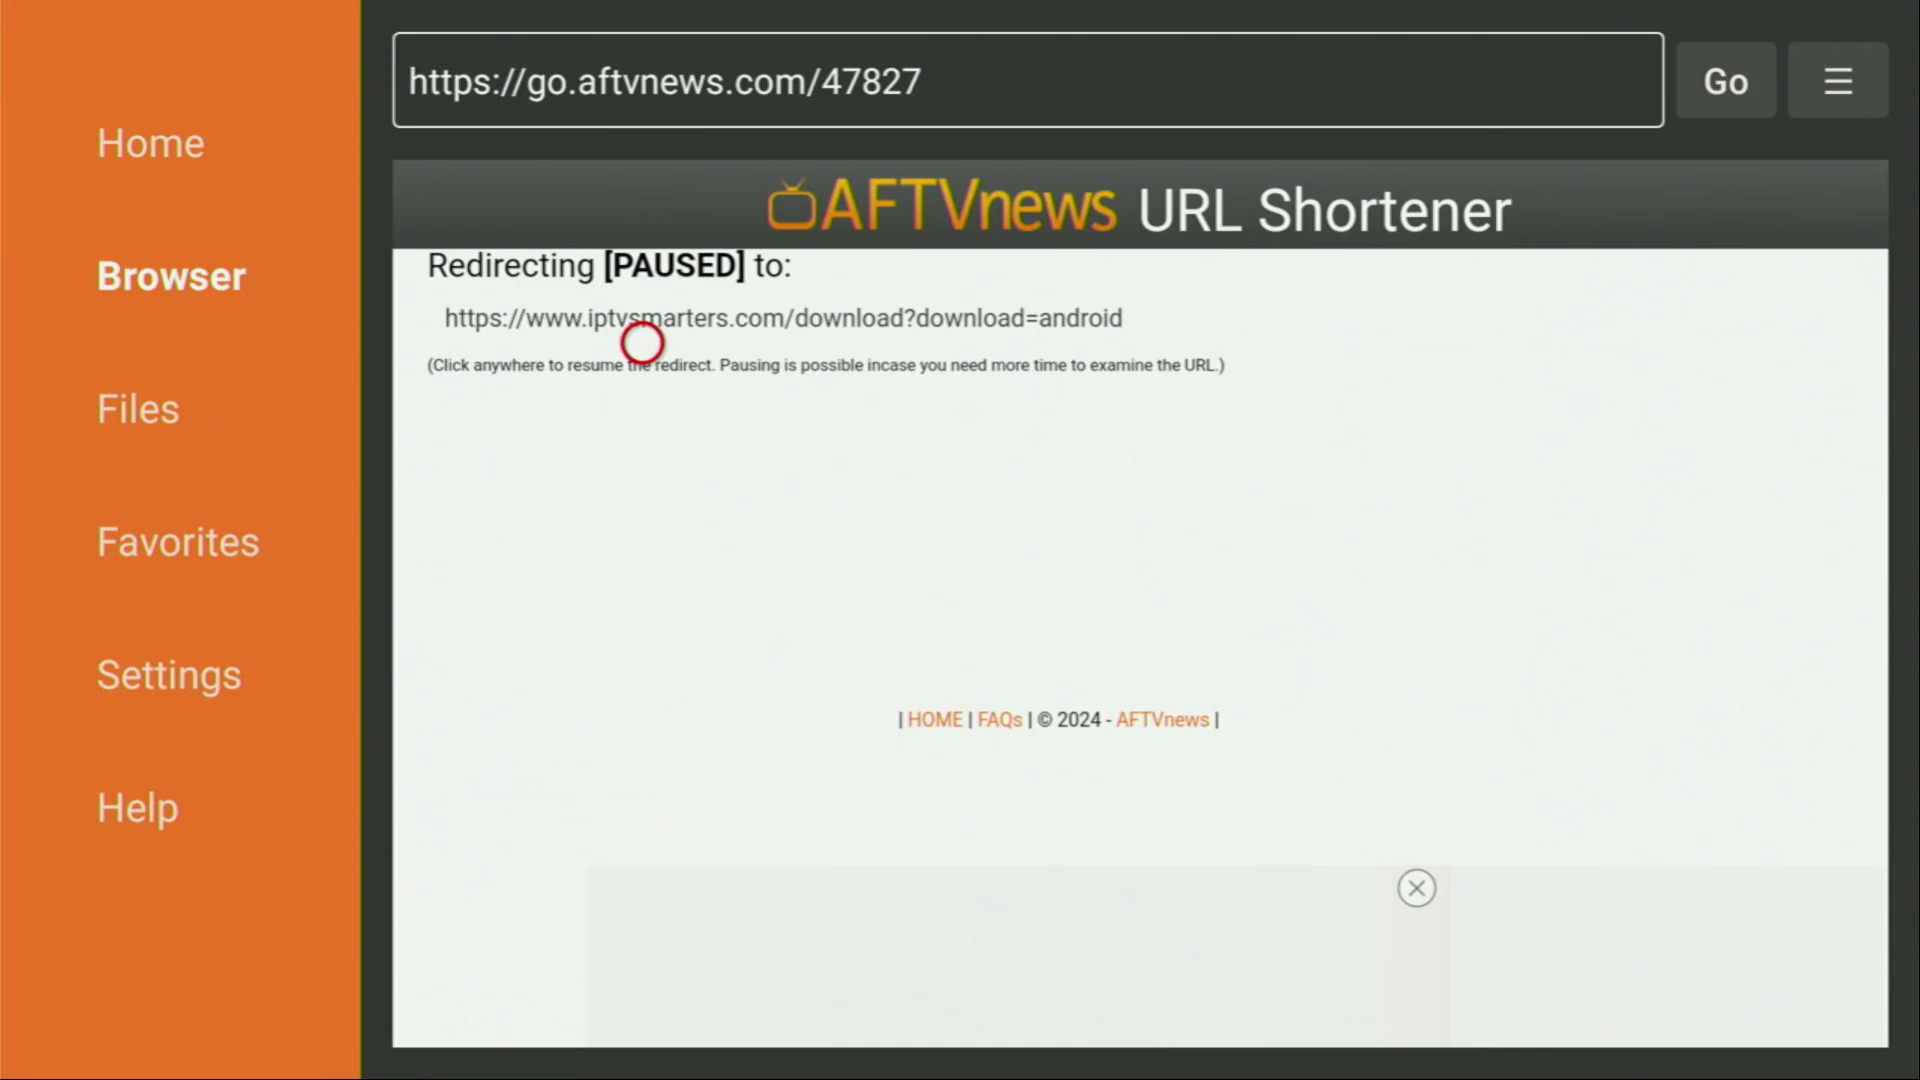 https://go.aftvnews.com/47827
Go
Home
Browser
Files
Favorites
Settings
Help
AFTVnews URL Shortener
Redirecting [PAUSED] to:
https://www.iptvsmarters.com/download?download=android
(Click anywhere to resume the redirect. Pausing is possible incase you need more time to examine the URL.)
| HOME | FAQs | © 2024 - AFTVnews |